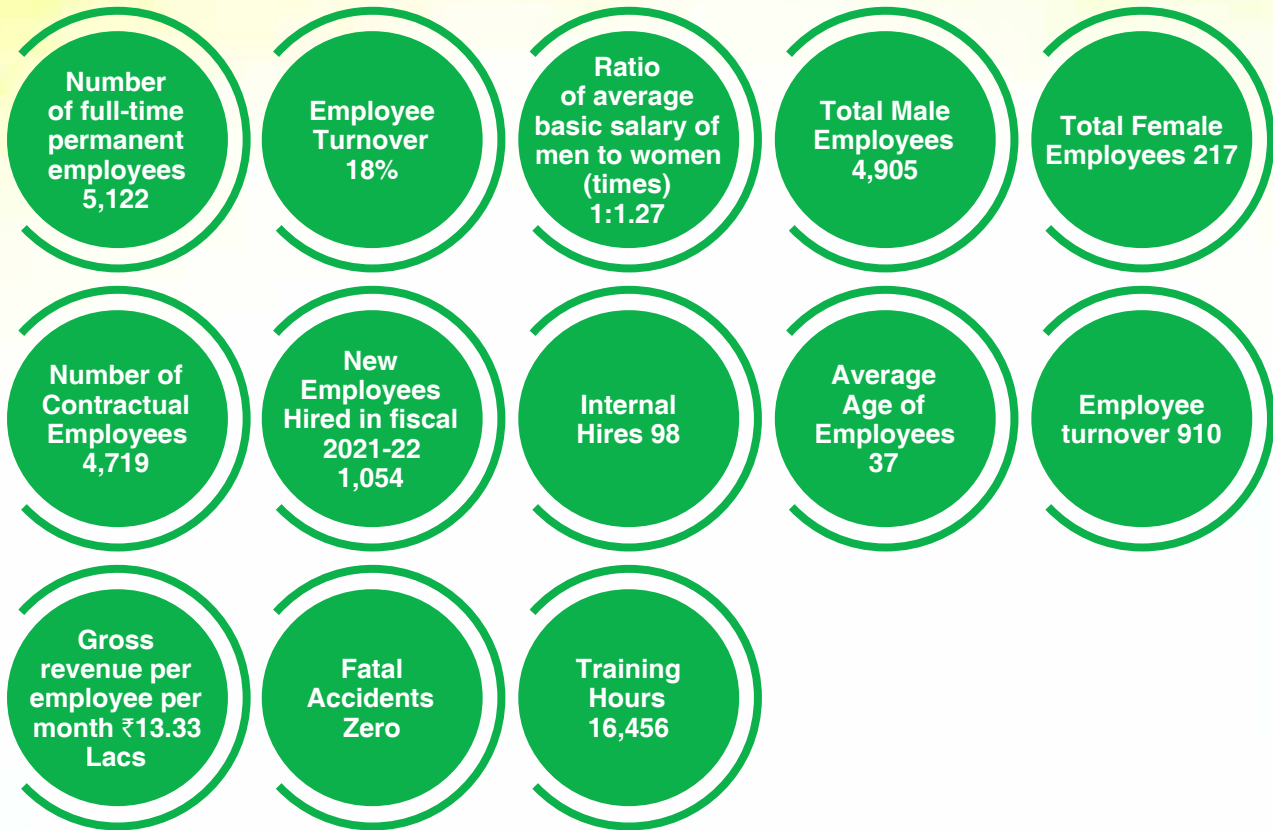 Number
of full-time
permanent
employees
5,122
Employee
Turnover
18%
Ratio
of average
basic salary of
men to women
(times)
1:1.27
Total Male
Employees
4,905
Total Female
Employees 217
Number of
Contractual
Employees
4,719
New
Employees
Hired in fiscal
2021-22
1,054
Internal
Hires 98
Average
Age of
Employees
37
Employee
turnover 910
Gross
revenue per
employee per
month ₹13.33
Lacs
Fatal
Accidents
Zero
Training
Hours
16,456